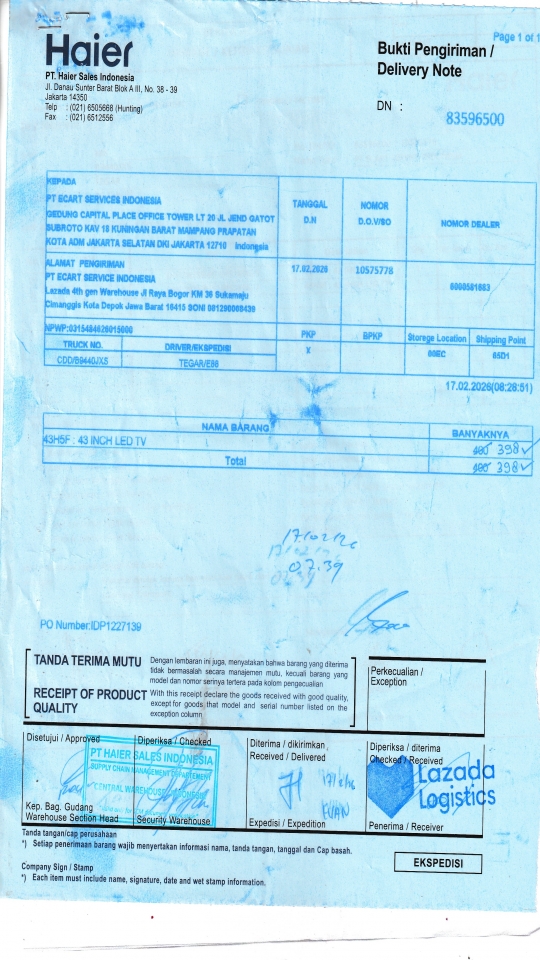 Page 1 of 1
Haier
Bukti Pengiriman /
Delivery Note
PT. Haier Sales Indonesia
Jl. Danau Sunter Barat Blok A III, No. 38 - 39
Jakarta 14350
Telp : (021) 6505668 (Hunting)
Fax : (021) 6512556
DN :
83596500
KEPADA
PT ECART SERVICES INDONESIA
GEDUNG CAPITAL PLACE OFFICE TOWER LT 20 JL JEND GATOT
SUBROTO KAV 18 KUNINGAN BARAT MAMPANG PRAPATAN
KOTA ADM JAKARTA SELATAN DKI JAKARTA 12710 Indonesia
TANGGAL
D.N
NOMOR
D.O.V/SO
NOMOR DEALER
ALAMAT PENGIRIMAN
PT ECART SERVICE INDONESIA
Lazada 4th gen Warehouse Jl Raya Bogor KM 36 Sukamaju
Cimanggis Kota Depok Jawa Barat 16415 SONI
17.02.2026
10575778
PKP
BPKP
Storege Location
Shipping Point
TRUCK NO.
DRIVER/EKSPEDISI
X
TEGAR/E86
17.02.2026(08:28:51)
NAMA BARANG
BANYAKNYA
43H5F : 43 INCH LED TV
400 398 ✓
Total
400 398 ✓
17/02/26
07.39
PO Number:IDP1227139
TANDA TERIMA MUTU
Dengan lembaran ini juga, menyatakan bahwa barang yang diterima
tidak bermasalah secara manajemen mutu, kecuali barang yang
model dan nomor serinya tertera pada kolom pengacualian
RECEIPT OF PRODUCT
QUALITY
With this receipt declare the goods received with good quality,
except for goods that model and serial number listed on the
exception column
Perkecualian /
Exception
Disetujui / Approved
Diperiksa / Checked
Diterima / dikirimkan
Received / Delivered
Diperiksa / diterima
Checked / Received
PT HAIER SALES INDONESIA
SUPPLY CHAIN MANAGEMENT DEPARTEMENT
CENTRAL WAREHOUSE
Lazada
Logistics
Kep. Bag. Gudang
Warehouse Section Head
Security Warehouse
Expedisi / Expedition
Penerima / Receiver
Tanda tangan/cap perusahaan
*) Setiap penerimaan barang wajib menyertakan informasi nama, tanda tangan, tanggal dan Cap basah.
EKSPEDISI
Company Sign / Stamp
*) Each item must include name, signature, date and wet stamp information.